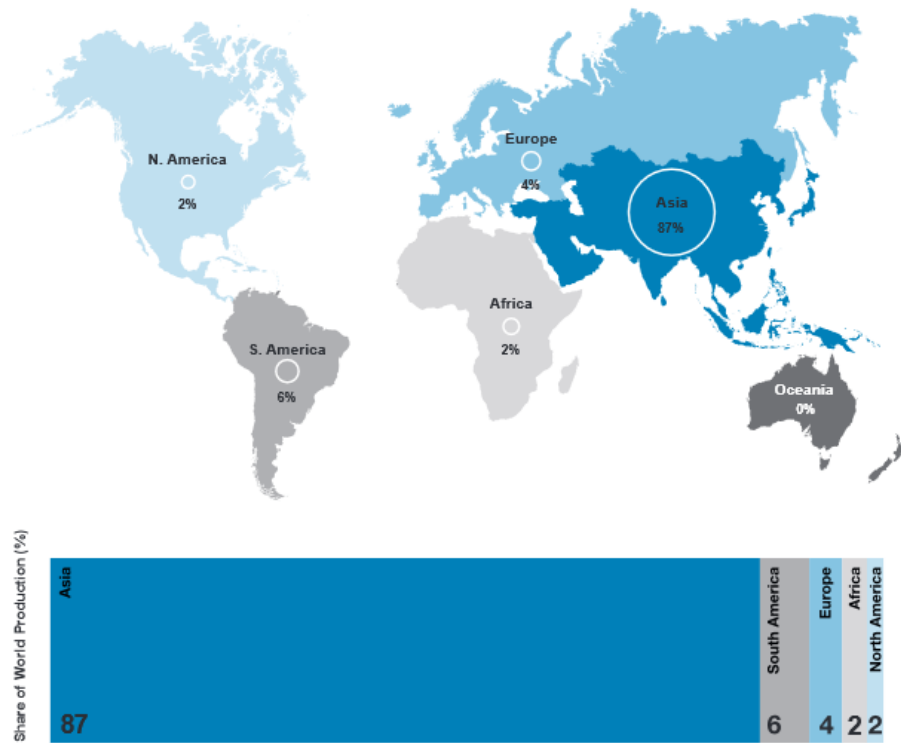 N. America
2%
Europe
4%
Asia
87%
Africa
2%
S. America
6%
Oceania
0%
Share of World Production (%)
Asia
87
South America
6
Europe
4
Africa
2
North America
2